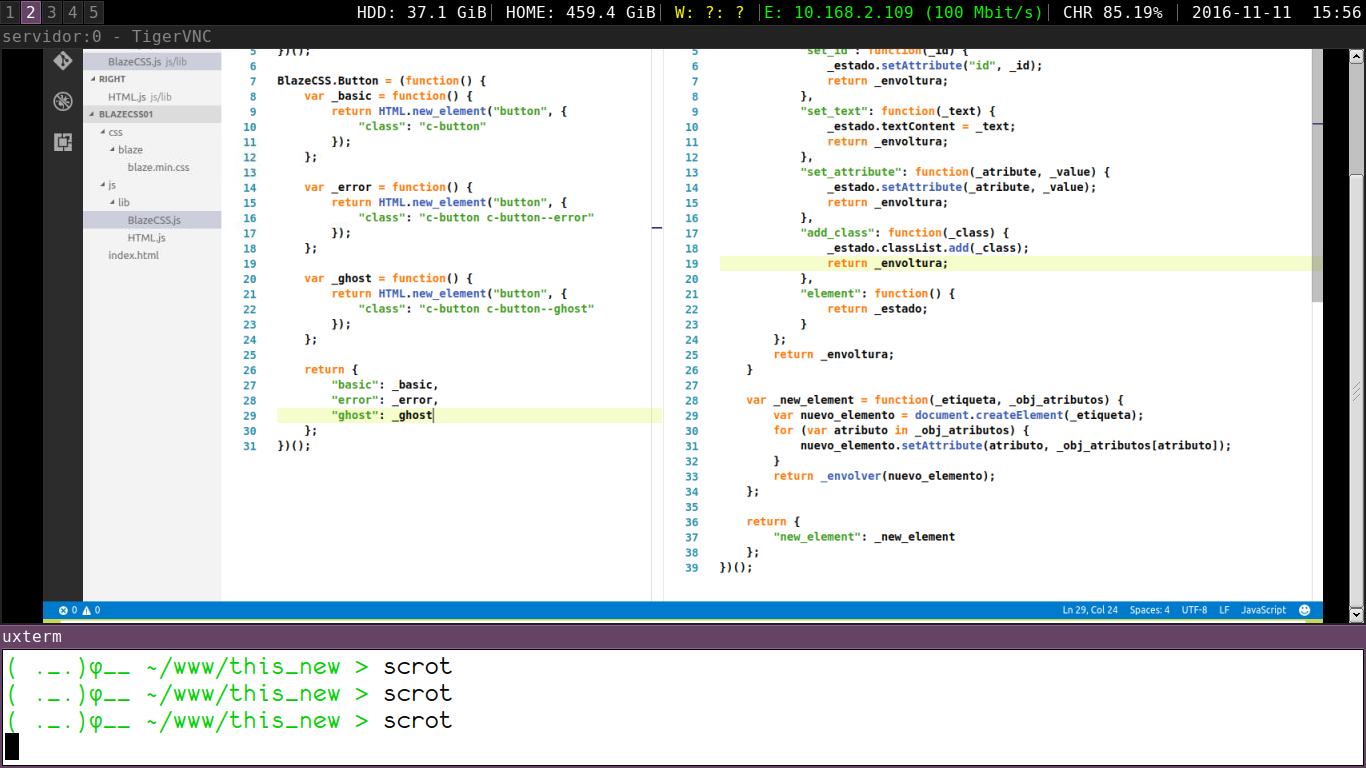 1 2 3 4 5 HDD: 37.1 GiB| HOME: 459.4 GiB| W: ?: ? |E: 10.168.2.109 (100 Mbit/s)| CHR 85.19% | 2016-11-11 15:56
servidor:0 - TigerVNC
BlazeCSS.js js/lib
RIGHT
HTML.js js/lib
BLAZECSS01
css
blaze
blaze.min.css
js
lib
BlazeCSS.js
HTML.js
index.html
5 })();
6
7 BlazeCSS.Button = (function() {
8     var _basic = function() {
9         return HTML.new_element("button", {
10             "class": "c-button"
11         });
12     };
13
14     var _error = function() {
15         return HTML.new_element("button", {
16             "class": "c-button c-button--error"
17         });
18     };
19
20     var _ghost = function() {
21         return HTML.new_element("button", {
22             "class": "c-button c-button--ghost"
23         });
24     };
25
26     return {
27         "basic": _basic,
28         "error": _error,
29         "ghost": _ghost
30     };
31 })();
5             "set_id": function(_id) {
6                 _estado.setAttribute("id", _id);
7                 return _envoltura;
8             },
9             "set_text": function(_text) {
10                 _estado.textContent = _text;
11                 return _envoltura;
12             },
13             "set_attribute": function(_atribute, _value) {
14                 _estado.setAttribute(_atribute, _value);
15                 return _envoltura;
16             },
17             "add_class": function(_class) {
18                 _estado.classList.add(_class);
19                 return _envoltura;
20             },
21             "element": function() {
22                 return _estado;
23             }
24         };
25         return _envoltura;
26     }
27
28     var _new_element = function(_etiqueta, _obj_atributos) {
29         var nuevo_elemento = document.createElement(_etiqueta);
30         for (var atributo in _obj_atributos) {
31             nuevo_elemento.setAttribute(atributo, _obj_atributos[atributo]);
32         }
33         return _envolver(nuevo_elemento);
34     };
35
36     return {
37         "new_element": _new_element
38     };
39 })();
0 0 Ln 29, Col 24 Spaces: 4 UTF-8 LF JavaScript
uxterm
( ._.)φ__ ~/www/this_new > scrot
( ._.)φ__ ~/www/this_new > scrot
( ._.)φ__ ~/www/this_new > scrot